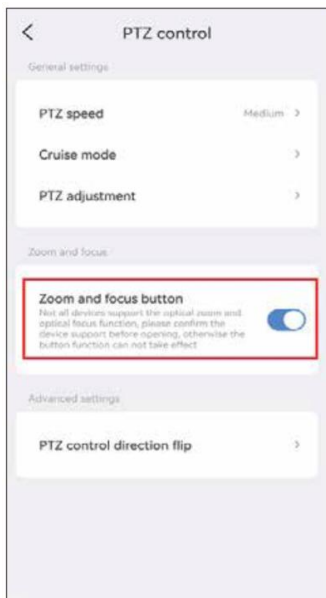 PTZ control
General settings
PTZ speed Medium
Cruise mode
PTZ adjustment
Zoom and focus
Zoom and focus button
Not all devices support the optical zoom and
optical focus function, please confirm the
device support before opening, otherwise the
button function can not take effect
Advanced settings
PTZ control direction flip